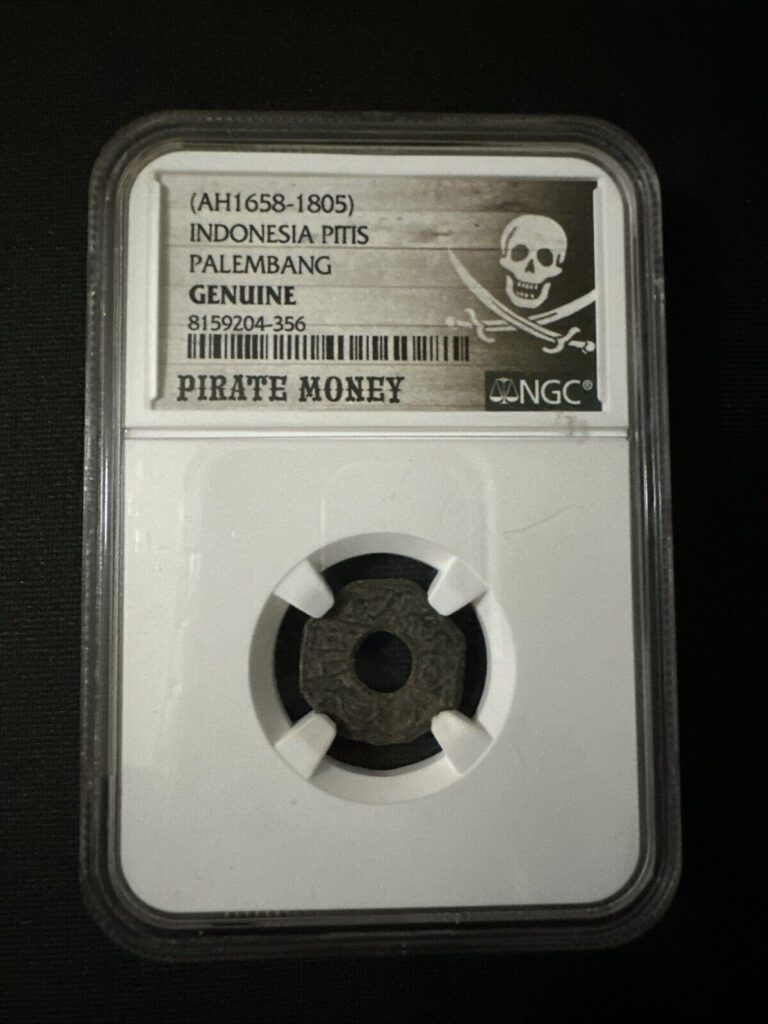 (AH1658-1805)
INDONESIA PITIS
PALEMBANG
GENUINE
8159204-356
PIRATE MONEY
NGC®